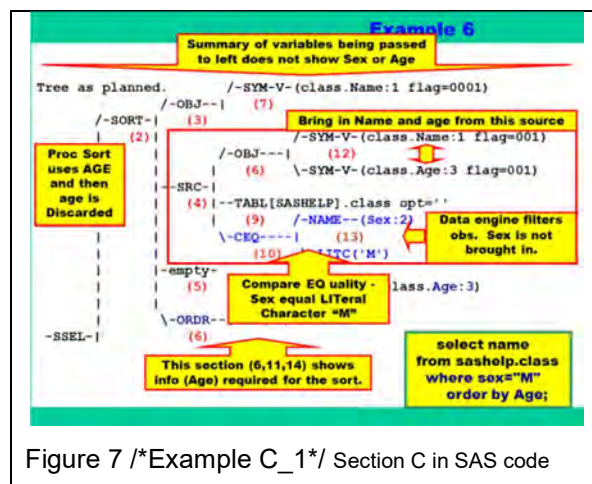 Example 6
Summary of variables being passed
to left does not show Sex or Age
Tree as planned. /-SYM-V-(class.Name:1 flag=0001)
/-OBJ--| (7)
/-SORT-| (3)
Bring in Name and age from this source
(2) /-SYM-V-(class.Name:1 flag=001)
/-OBJ---| (12)
(6) \-SYM-V-(class.Age:3 flag=001)
Proc Sort
uses AGE
and then
age is
Discarded
-SRC-|
(4) |--TABL[SASHELP].class opt=''
(9) /-NAME--(Sex:2)
\-CEQ----| (13)
(10) LITC('M')
Data engine filters
obs. Sex is not
brought in.
-empty-
(5)
Compare EQ uality -
Sex equal LITeral
Character "M"
lass.Age:3)
\-ORDR--
-SSEL-| (6)
This section (6,11,14) shows
info (Age) required for the sort.
select name
from sashelp.class
where sex="M"
order by Age;
Figure 7 /*Example C_1*/ Section C in SAS code